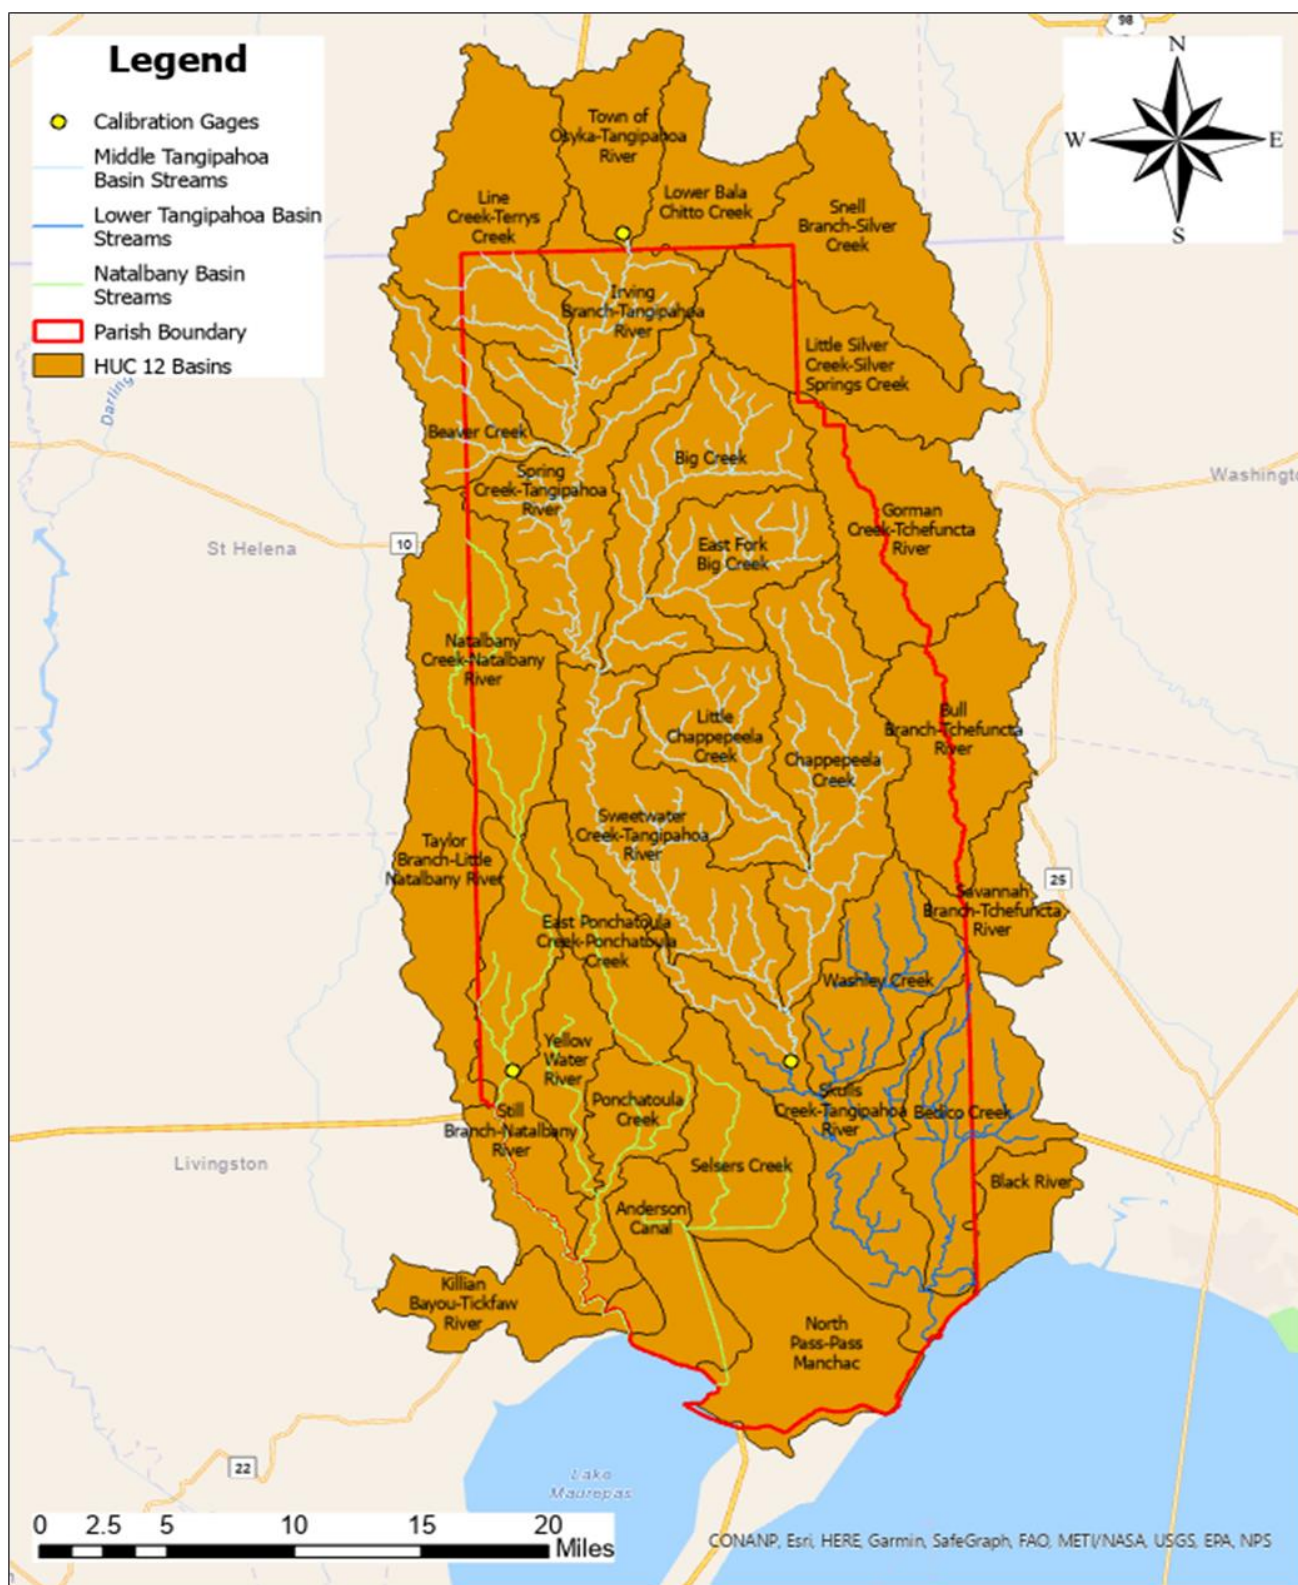 Legend
Calibration Gages
Middle Tangipahoa
Basin Streams
Lower Tangipahoa Basin
Streams
Natalbany Basin
Streams
Parish Boundary
HUC 12 Basins
98
N
W
E
S
Town of
Osyka-Tangipahoa
River
Line
Creek-Terrys
Creek
Lower Bala
Chitto Creek
Snell
Branch-Silver
Creek
Irving
Branch-Tangipahoa
River
Little Silver
Creek-Silver
Springs Creek
Darling
Beaver Creek
Big Creek
Spring
Creek-Tangipahoa
River
Washingto
Gorman
Creek-Tchefuncta
River
St Helena
10
East Fork
Big Creek
Natalbany
Creek-Natalbany
River
Little
Chappepeela
Creek
Bull
Branch-Tchefuncta
River
Chappepeela
Creek
Sweetwater
Creek-Tangipahoa
River
Taylor
Branch-Little
Natalbany River
25
Savannah
Branch-Tchefuncta
River
East Ponchatoula
Creek-Ponchatoula
Creek
Washley Creek
Yellow
Water
River
Ponchatoula
Creek
Skulls
Creek-Tangipahoa
River
Bedico Creek
Still
Branch-Natalbany
River
Livingston
Selsers Creek
Black River
Anderson
Canal
Killian
Bayou-Tickfaw
River
North
Pass-Pass
Manchac
22
Lake
Maurepas
0 2.5 5 10 15 20
Miles
CONANP, Esri, HERE, Garmin, SafeGraph, FAO, METI/NASA, USGS, EPA, NPS